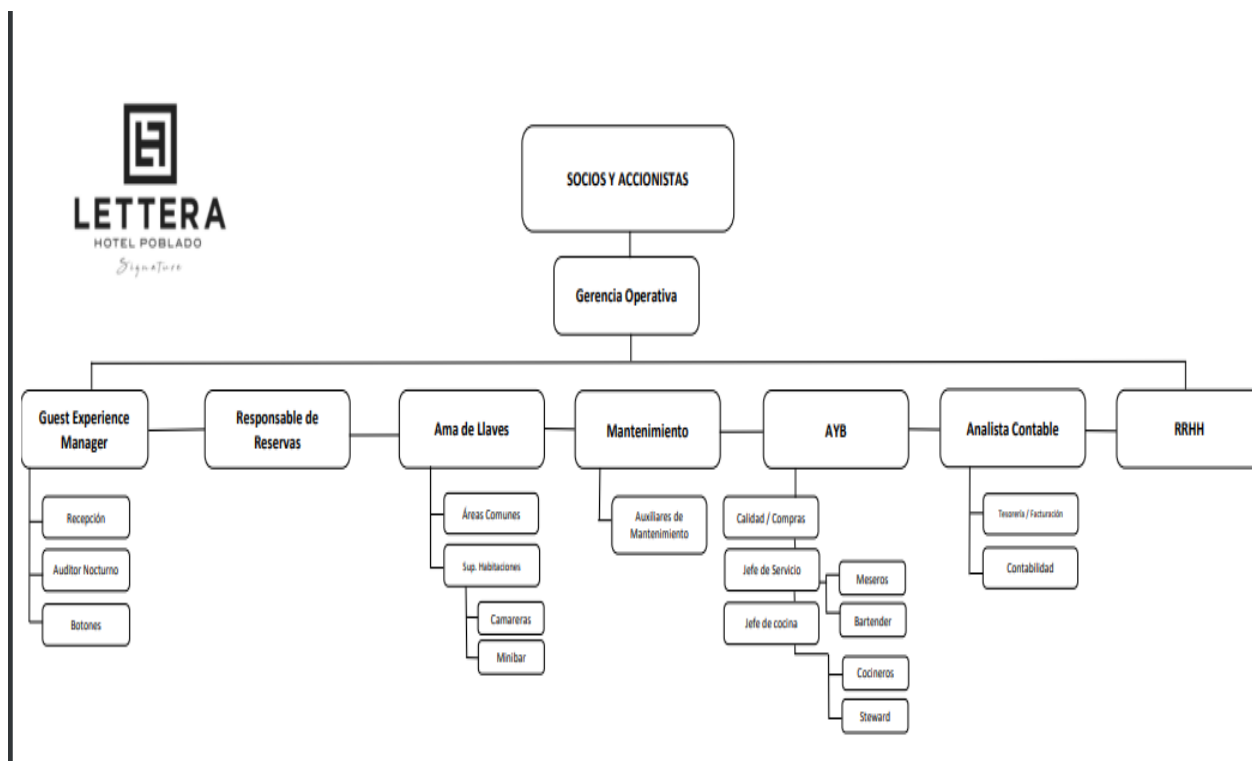 LETTERA
HOTEL POBLADO
Signature
SOCIOS Y ACCIONISTAS
Gerencia Operativa
Guest Experience
Manager
Responsable de
Reservas
Ama de Llaves
Mantenimiento
AYB
Analista Contable
RRHH
Recepción
Auditor Nocturno
Botones
Áreas Comunes
Sup. Habitaciones
Camareras
Minibar
Auxiliares de
Mantenimiento
Calidad / Compras
Jefe de Servicio
Meseros
Bartender
Jefe de cocina
Cocineros
Steward
Tesorería / Facturación
Contabilidad